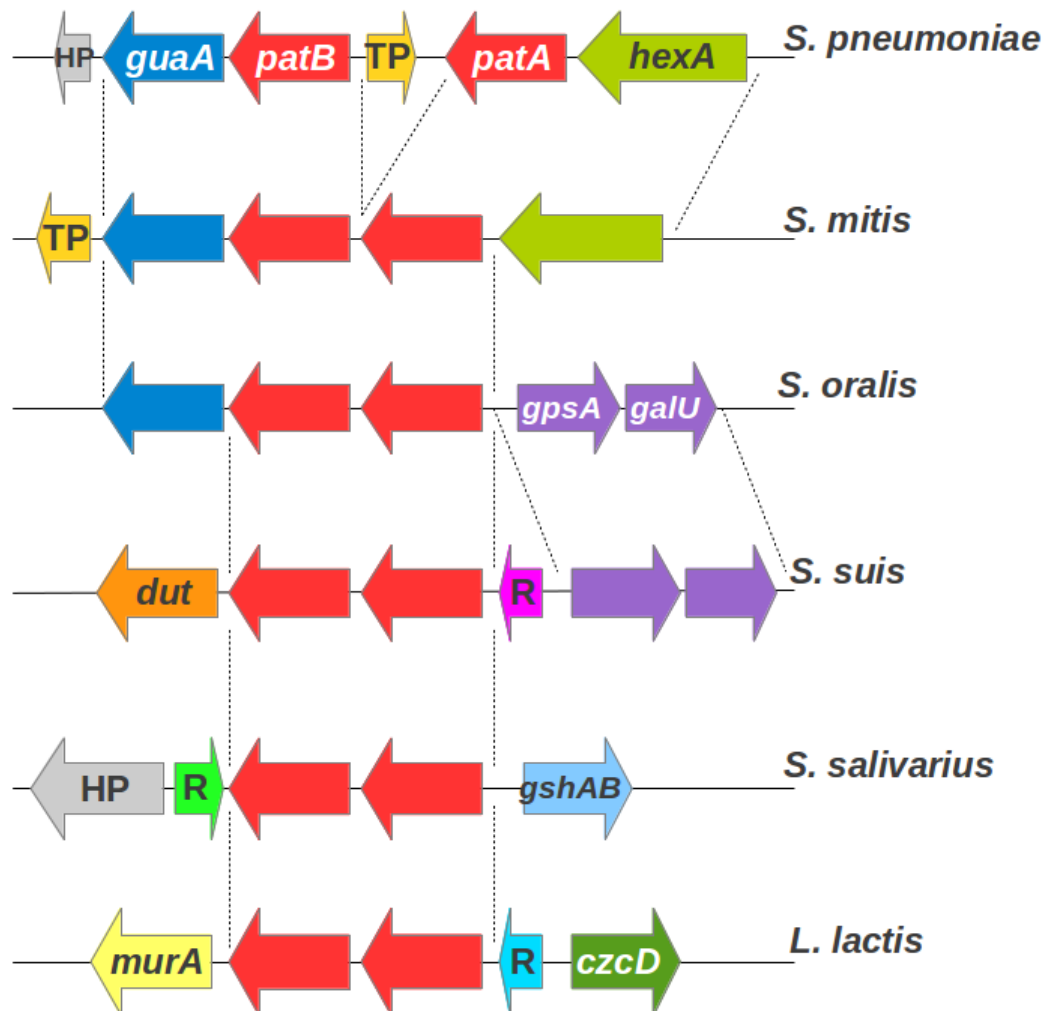 HP guaA patB TP patA hexA S. pneumoniae
TP S. mitis
gpsA galU S. oralis
dut R S. suis
HP R gshAB S. salivarius
murA R czcD L. lactis